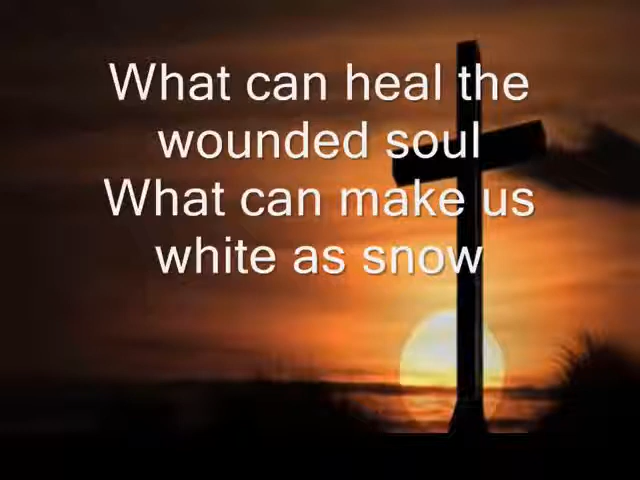 What can heal the
wounded soul
What can make us
white as snow